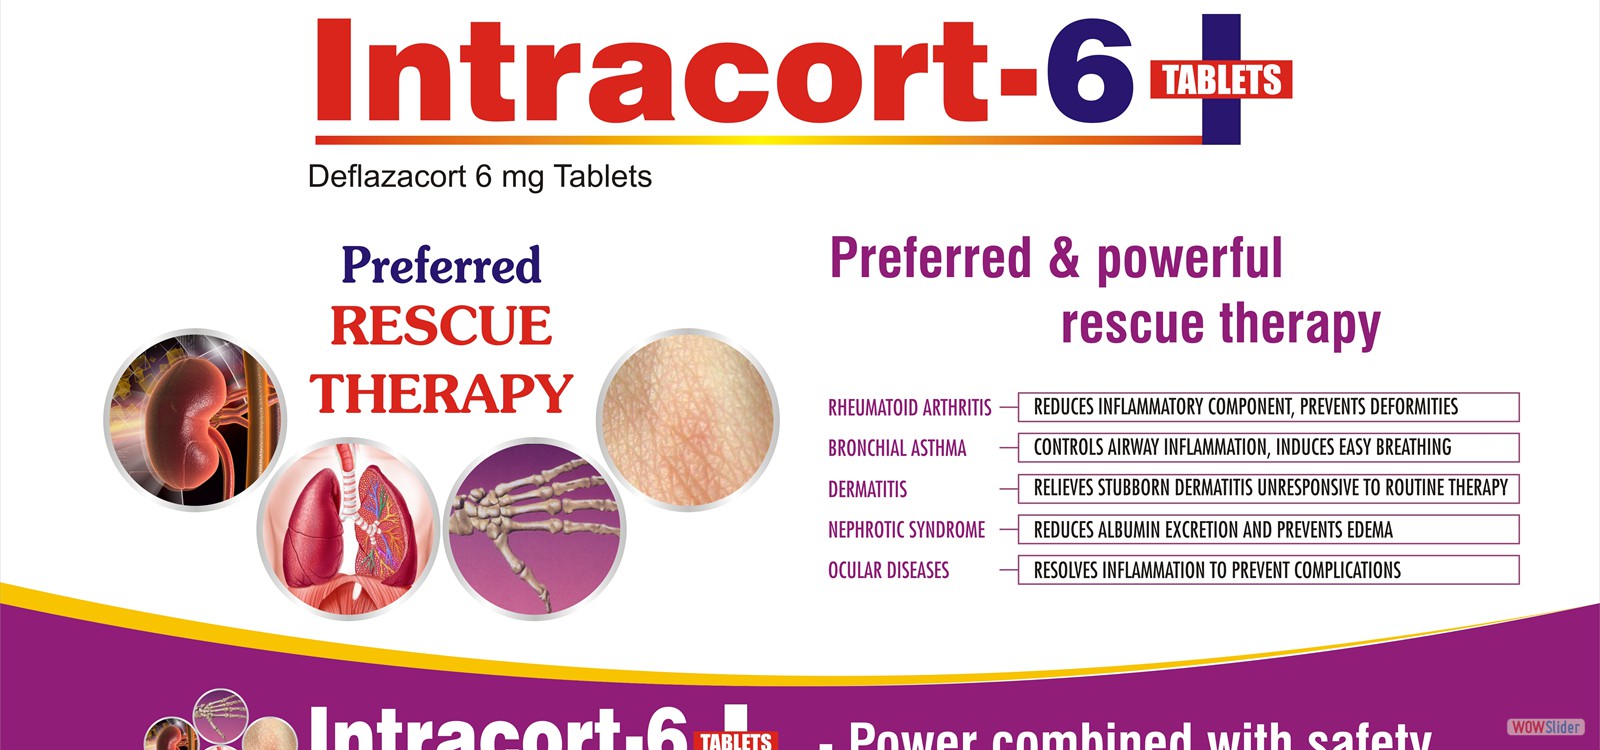 Intracort-6
TABLETS
Deflazacort 6 mg Tablets
Preferred
RESCUE
THERAPY
Preferred & powerful
rescue therapy
RHEUMATOID ARTHRITIS REDUCES INFLAMMATORY COMPONENT, PREVENTS DEFORMITIES
BRONCHIAL ASTHMA CONTROLS AIRWAY INFLAMMATION, INDUCES EASY BREATHING
DERMATITIS RELIEVES STUBBORN DERMATITIS UNRESPONSIVE TO ROUTINE THERAPY
NEPHROTIC SYNDROME REDUCES ALBUMIN EXCRETION AND PREVENTS EDEMA
OCULAR DISEASES RESOLVES INFLAMMATION TO PREVENT COMPLICATIONS
Intracort-6 TABLETS - Power combined with safety
WOWSlider